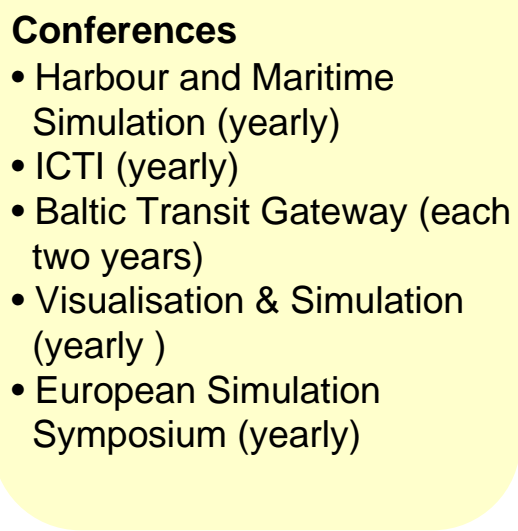 Conferences
• Harbour and Maritime
Simulation (yearly)
• ICTI (yearly)
• Baltic Transit Gateway (each
two years)
• Visualisation & Simulation
(yearly )
• European Simulation
Symposium (yearly)